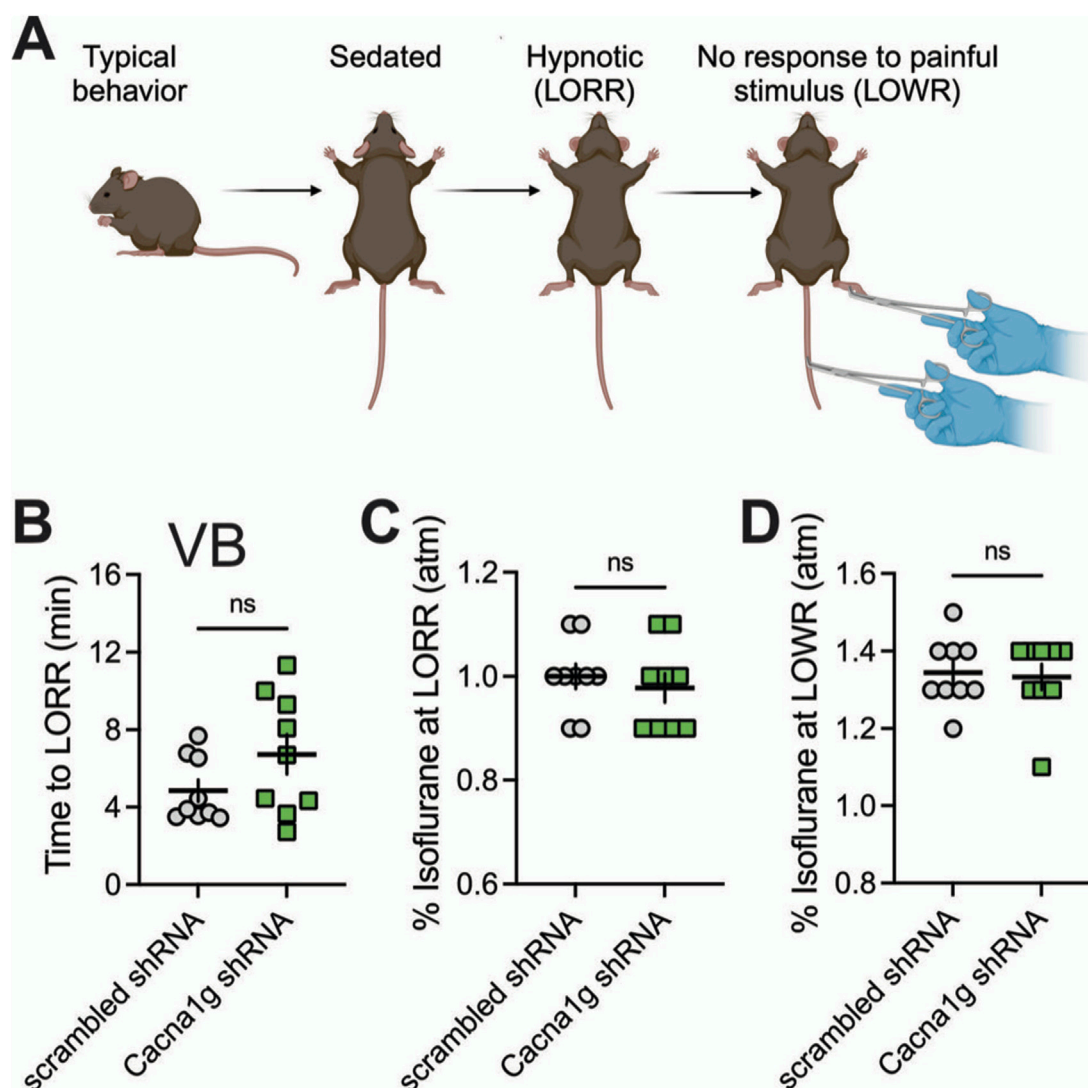 A
Typical
behavior
Sedated
Hypnotic
(LORR)
No response to painful
stimulus (LOWR)
B
VB
Time to LORR (min)
16
12
8
4
0
ns
scrambled shRNA
Cacna1g shRNA
C
% Isoflurane at LORR (atm)
1.2
1.0
0.8
0.6
ns
scrambled shRNA
Cacna1g shRNA
D
% Isoflurane at LOWR (atm)
1.6
1.4
1.2
1.0
0.8
ns
scrambled shRNA
Cacna1g shRNA